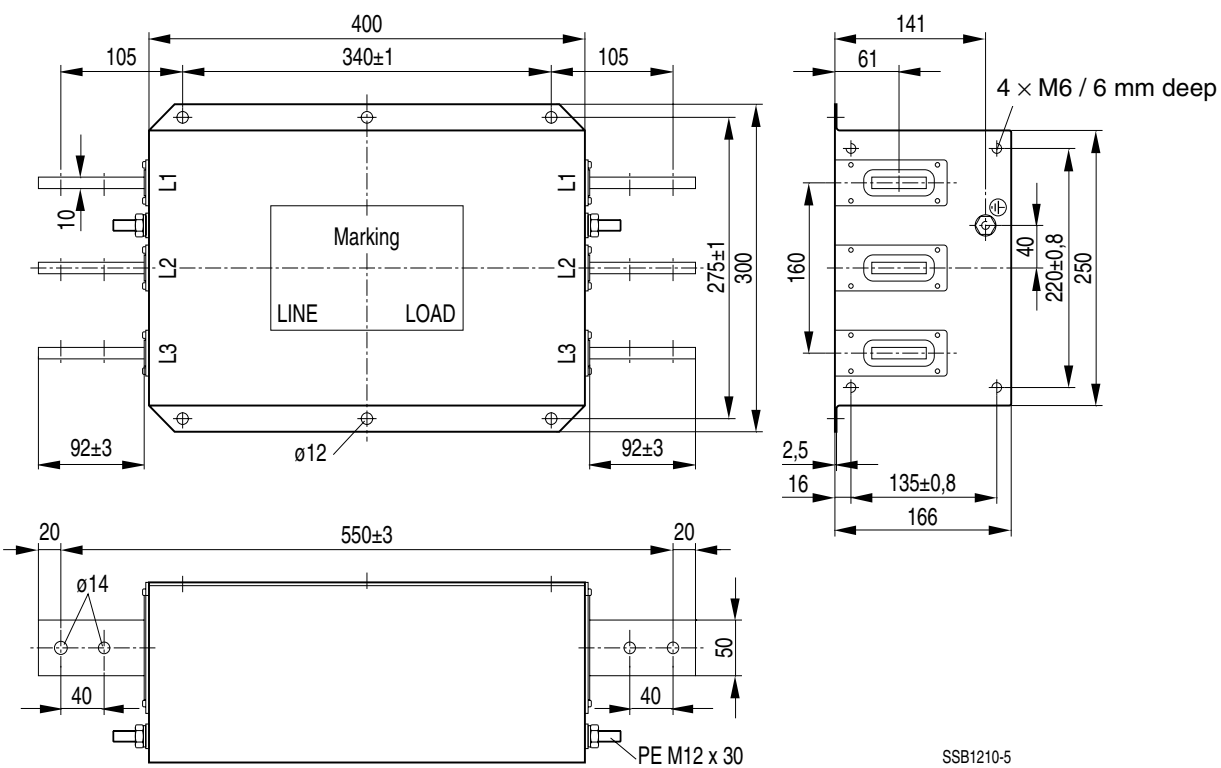 400
105
340±1
105
L1
L1
10
Marking
L2
L2
LINE
LOAD
L3
L3
275±1
300
92±3
ø12
92±3
141
61
4 × M6 / 6 mm deep
160
40
220±0,8
250
2,5
16
135±0,8
166
20
550±3
20
ø14
50
40
40
PE M12 x 30
SSB1210-5